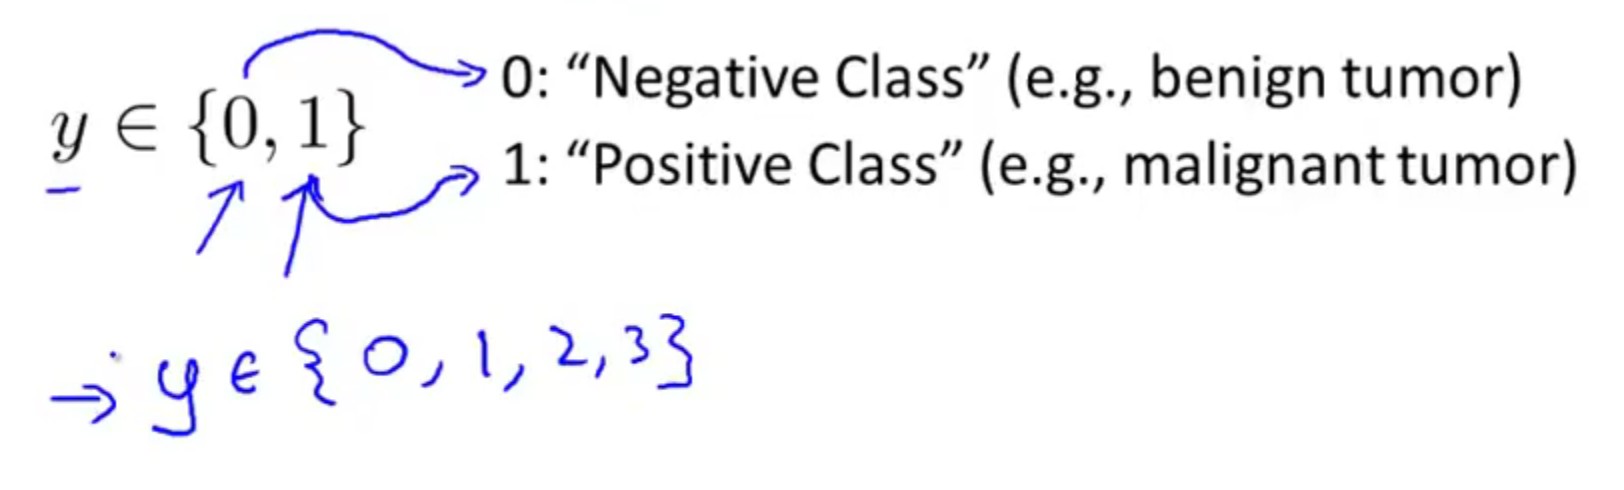 y ∈ {0, 1}
0: “Negative Class” (e.g., benign tumor)
1: “Positive Class” (e.g., malignant tumor)
→ y ∈ {0, 1, 2, 3}